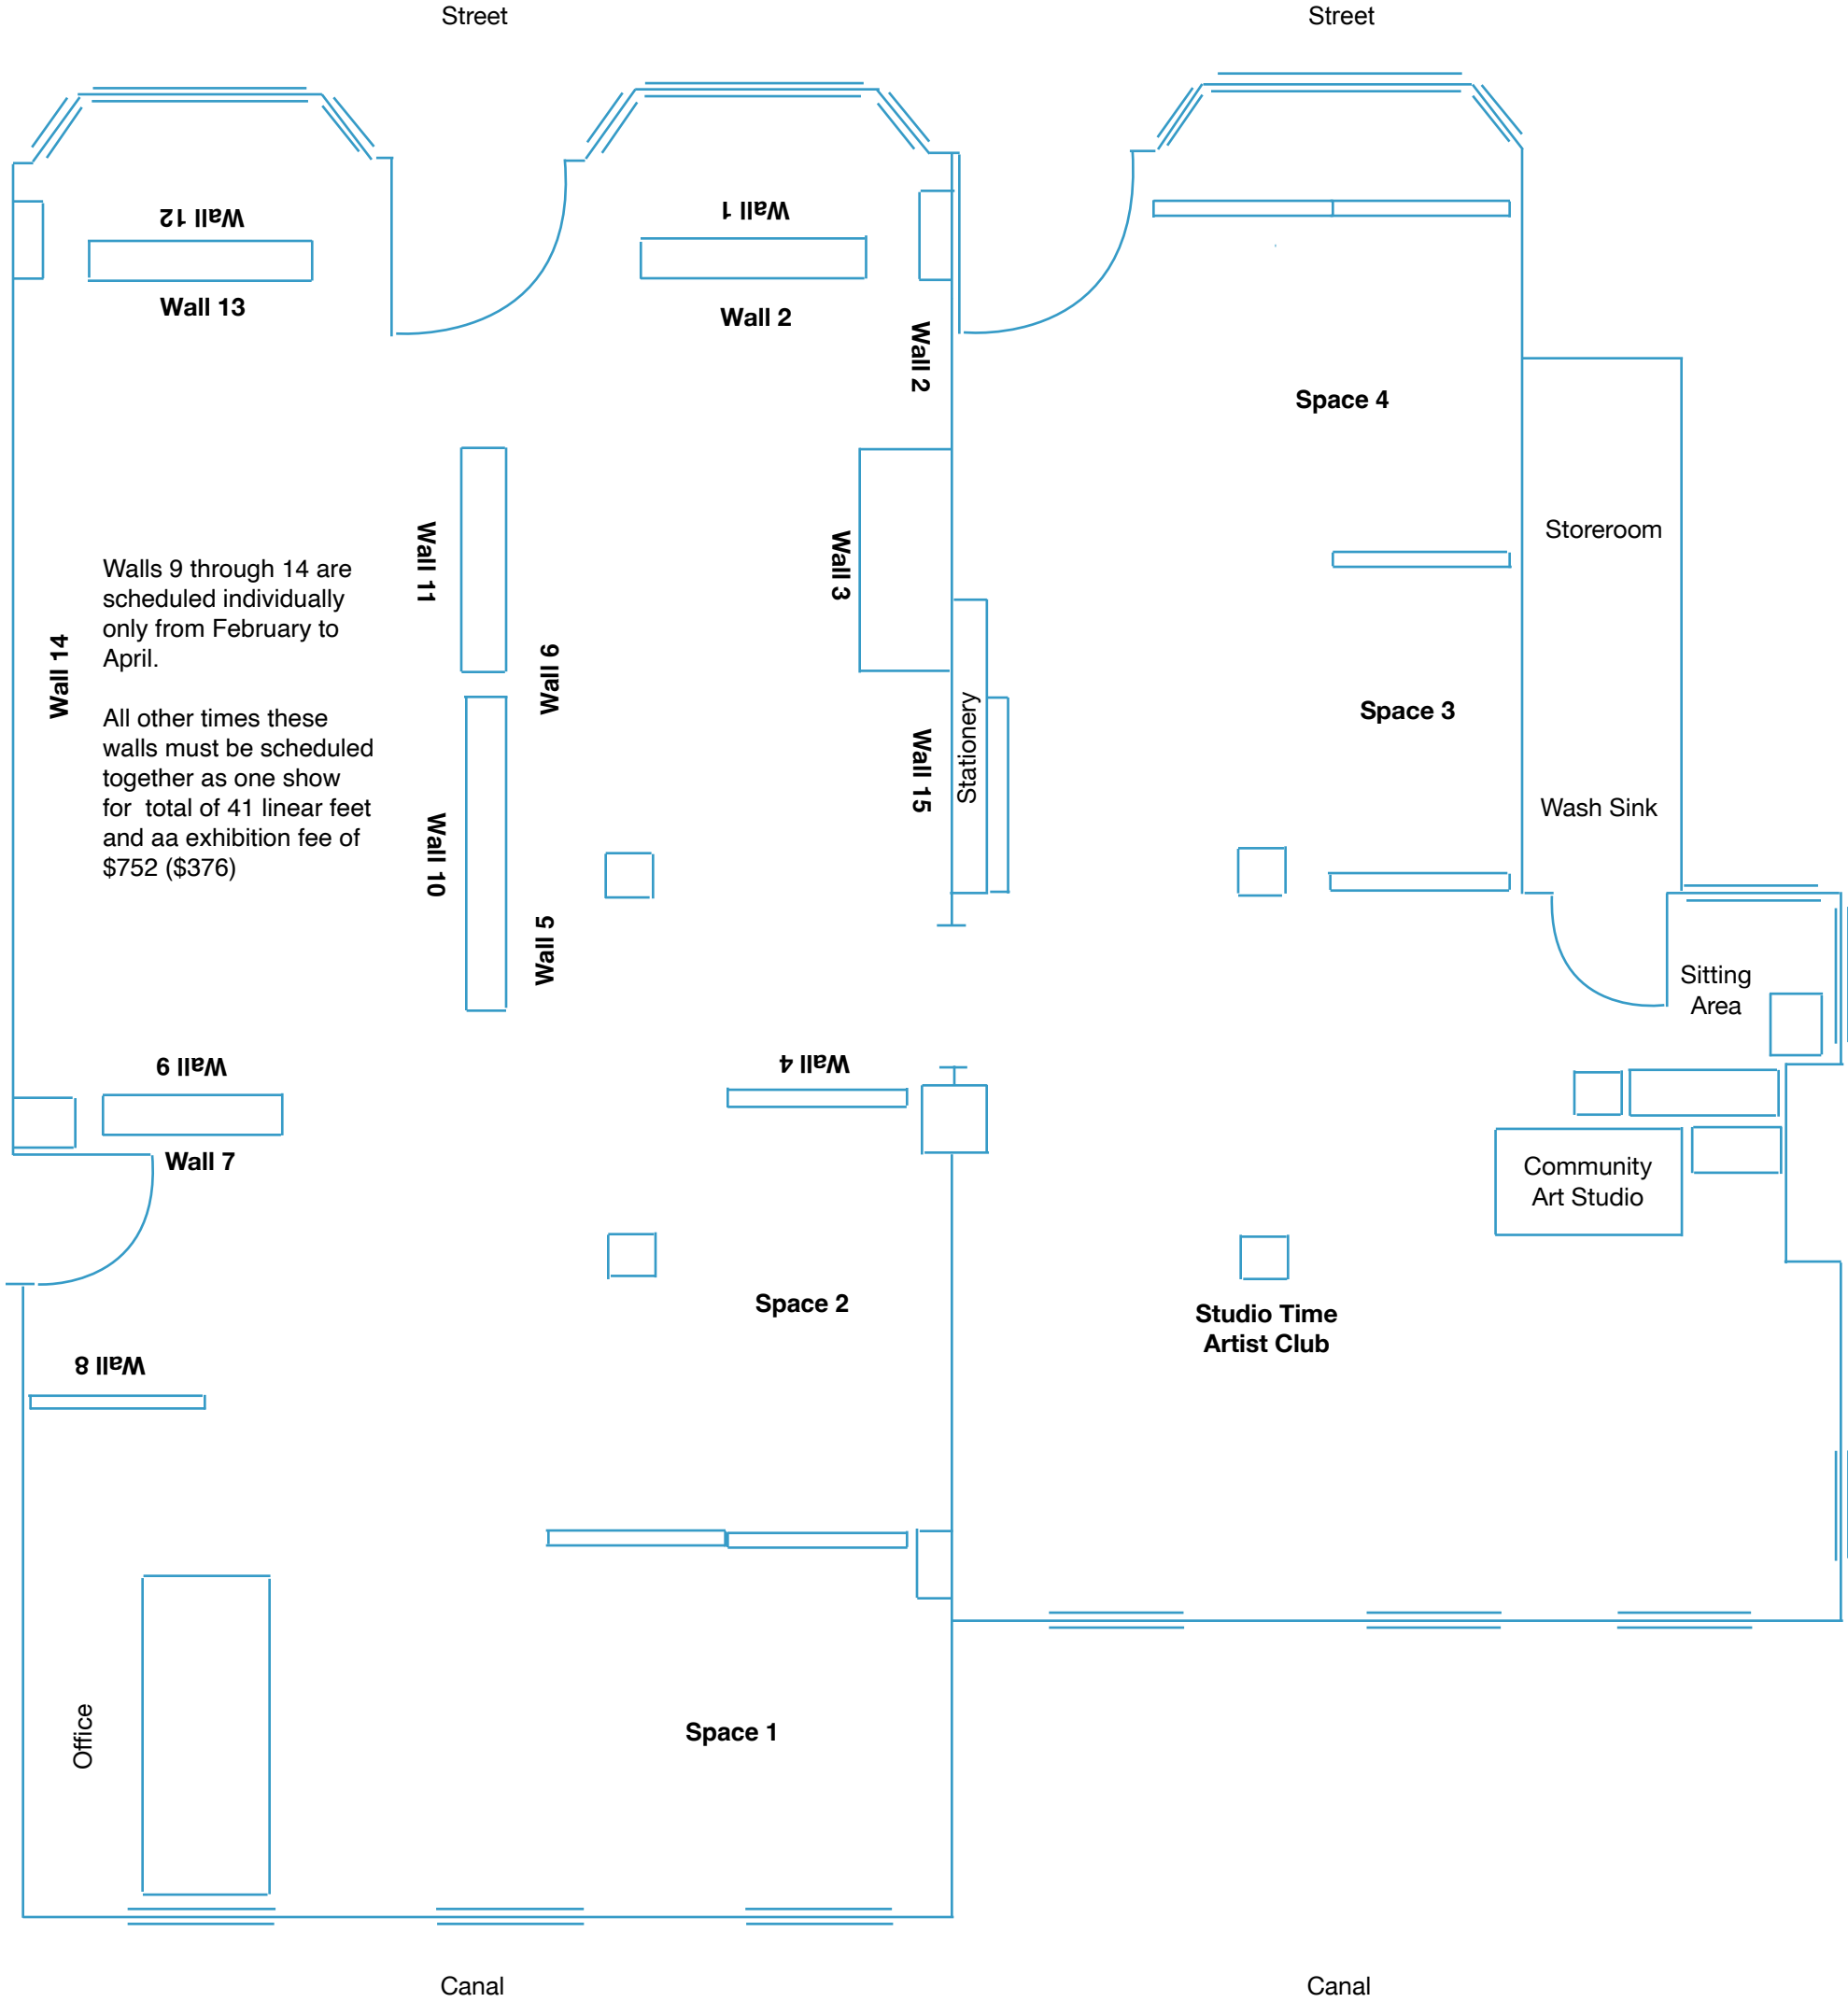 Street
Street
Wall 12
Wall 1
Wall 13
Wall 2
Wall 2
Space 4
Wall 11
Wall 3
Storeroom
Walls 9 through 14 are
scheduled individually
only from February to
April.
All other times these
walls must be scheduled
together as one show
for  total of 41 linear feet
and aa exhibition fee of
$752 ($376)
Wall 14
Wall 6
Space 3
Stationery
Wall 15
Wash Sink
Wall 10
Wall 5
Sitting
Area
Wall 9
Wall 4
Wall 7
Community
Art Studio
Space 2
Studio Time
Artist Club
Wall 8
Office
Space 1
Canal
Canal